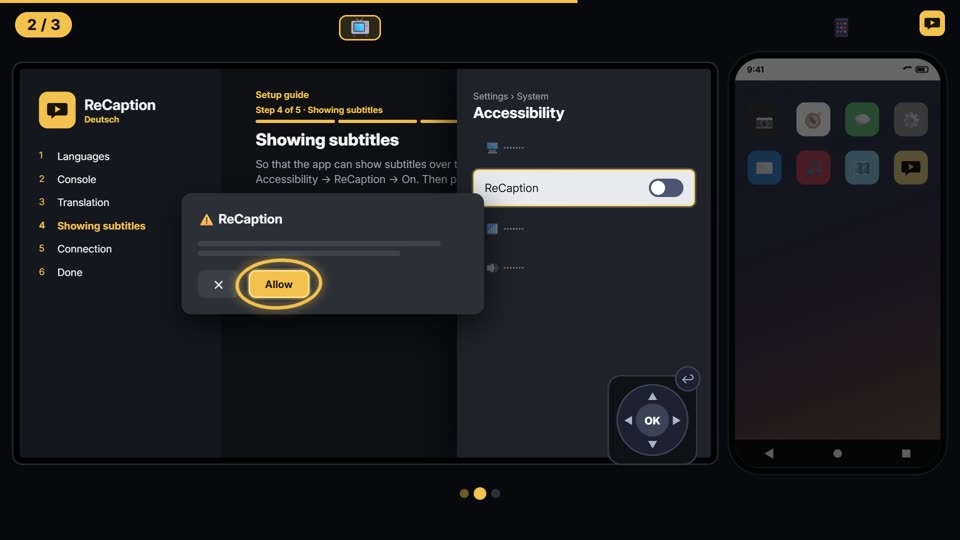 2 / 3
ReCaption
Deutsch
1 Languages
2 Console
3 Translation
4 Showing subtitles
5 Connection
6 Done
Setup guide
Step 4 of 5 · Showing subtitles
Showing subtitles
So that the app can show subtitles over
Accessibility → ReCaption → On. Then
Settings › System
Accessibility
ReCaption
ReCaption
Allow
OK
9:41